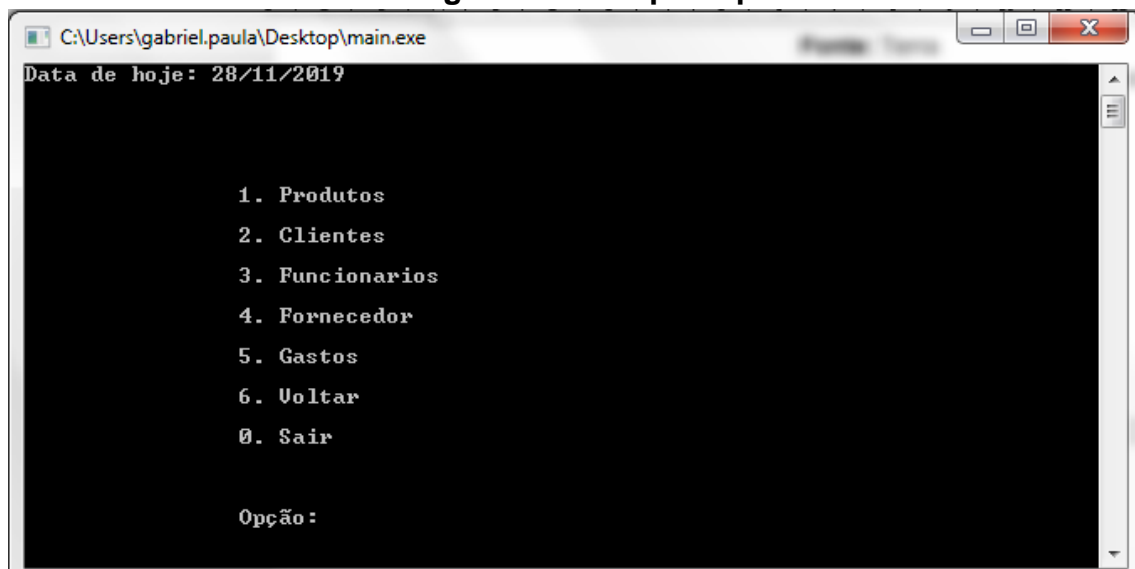 C:\Users\gabriel.paula\Desktop\main.exe
Data de hoje: 28/11/2019
1. Produtos
2. Clientes
3. Funcionarios
4. Fornecedor
5. Gastos
6. Voltar
0. Sair
Opção: